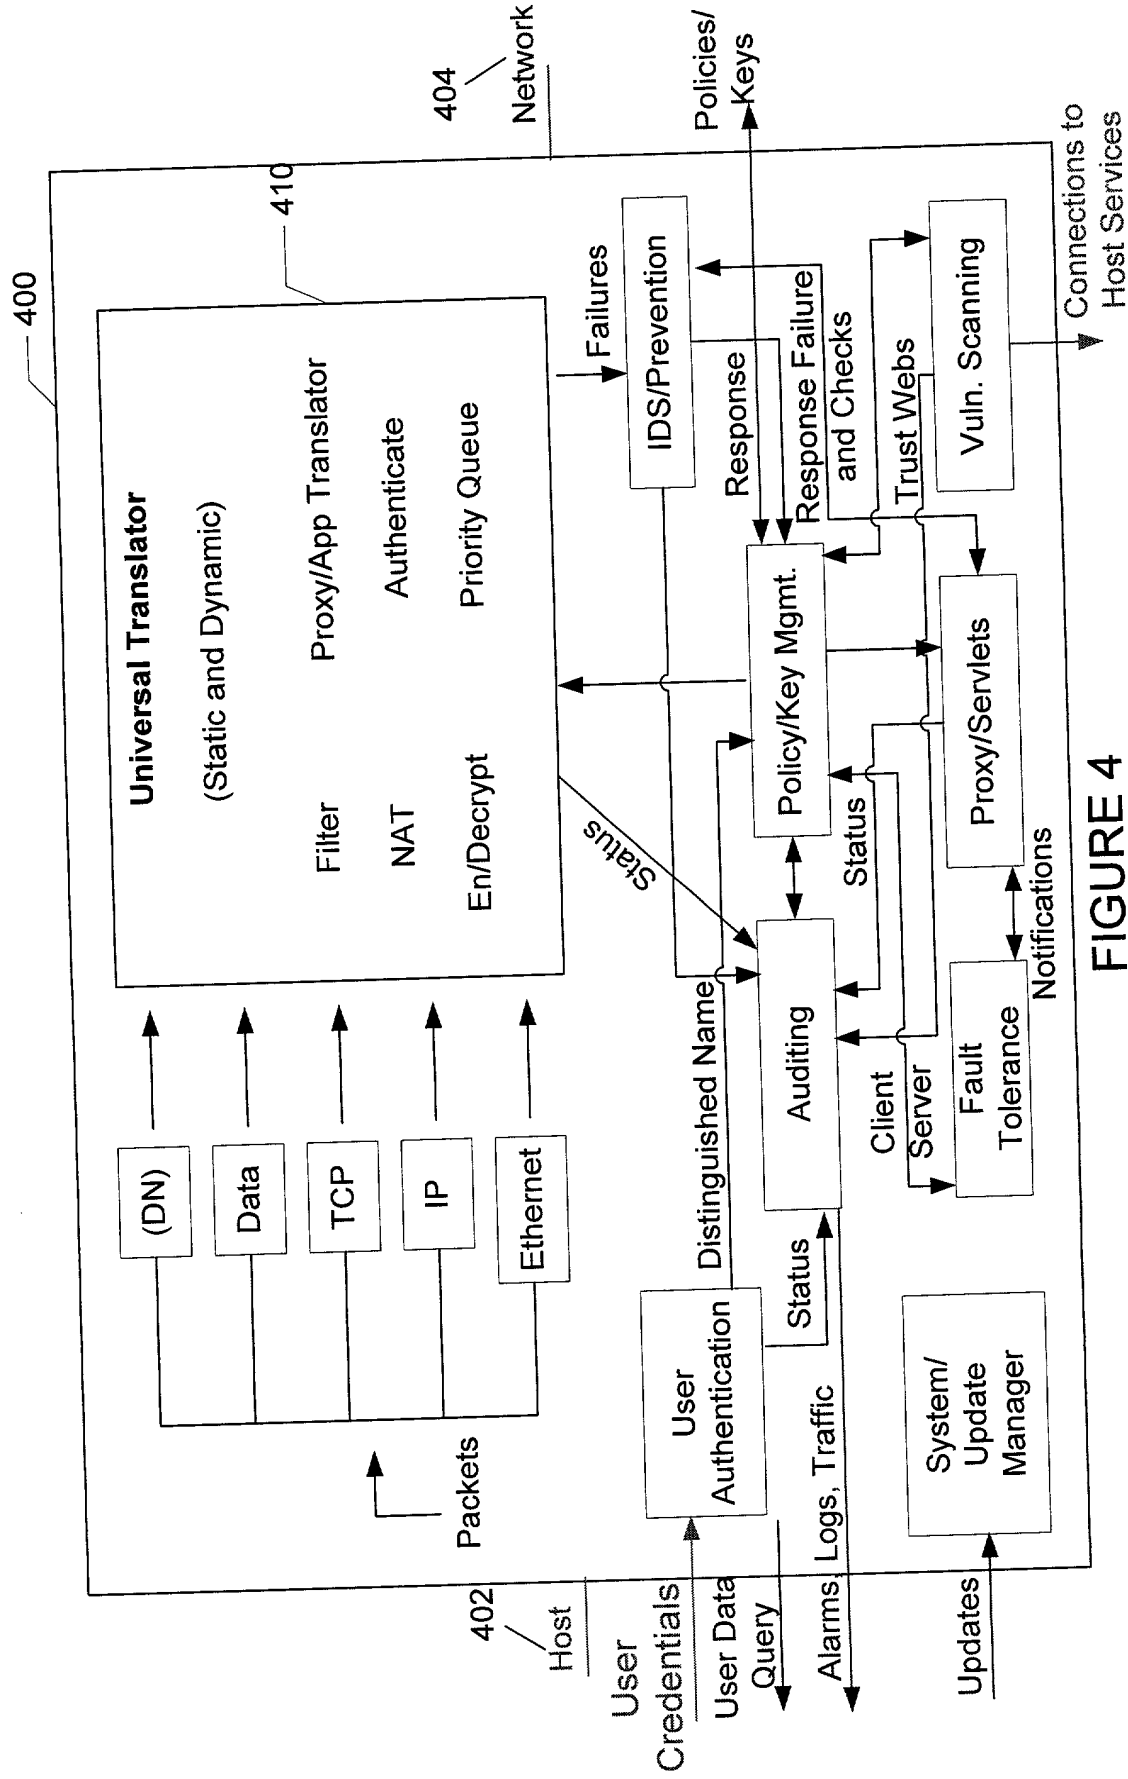 400
404
Network
402
Host
410
Universal Translator
(Static and Dynamic)
Filter
Proxy/App Translator
NAT
Authenticate
En/Decrypt
Priority Queue
(DN)
Data
TCP
IP
Ethernet
Packets
Failures
IDS/Prevention
Status
Response
Policies/
Keys
Response Failure
and Checks
Trust Webs
Vuln. Scanning
Connections to
Host Services
User
Credentials
User Data
Query
User
Authentication
Distinguished Name
Status
Auditing
Policy/Key Mgmt.
Status
Client
Server
Proxy/Servlets
Fault
Tolerance
Notifications
Alarms, Logs, Traffic
System/
Update
Manager
Updates
FIGURE 4